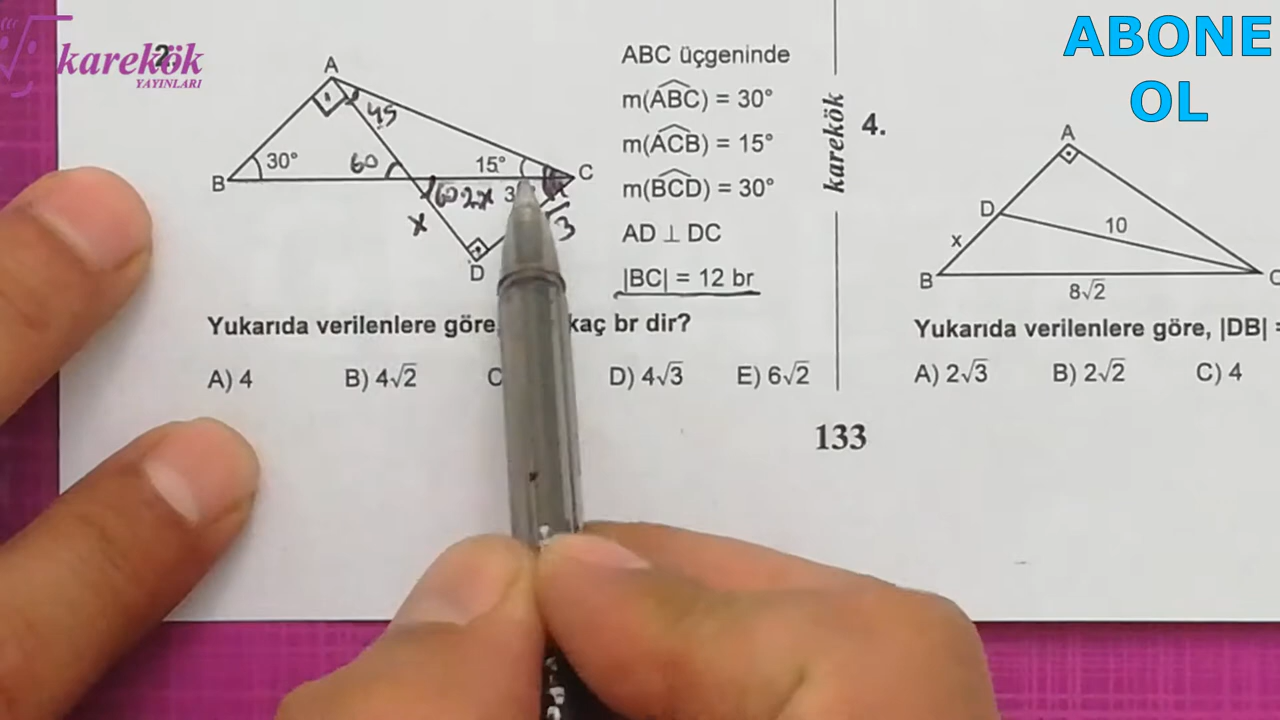 karekök
YAYINLARI
2.
A
45
B
30°
60
15°
C
60
2x
x
D
ABC üçgeninde
m(ABC) = 30°
m(ACB) = 15°
m(BCD) = 30°
AD ⊥ DC
|BC| = 12 br
Yukarıda verilenlere göre, kaç br dir?
A) 4 B) 4√2 C D) 4√3 E) 6√2
karekök
133
ABONE
OL
4.
A
D
10
x
B
8√2
C
Yukarıda verilenlere göre, |DB| =
A) 2√3 B) 2√2 C) 4